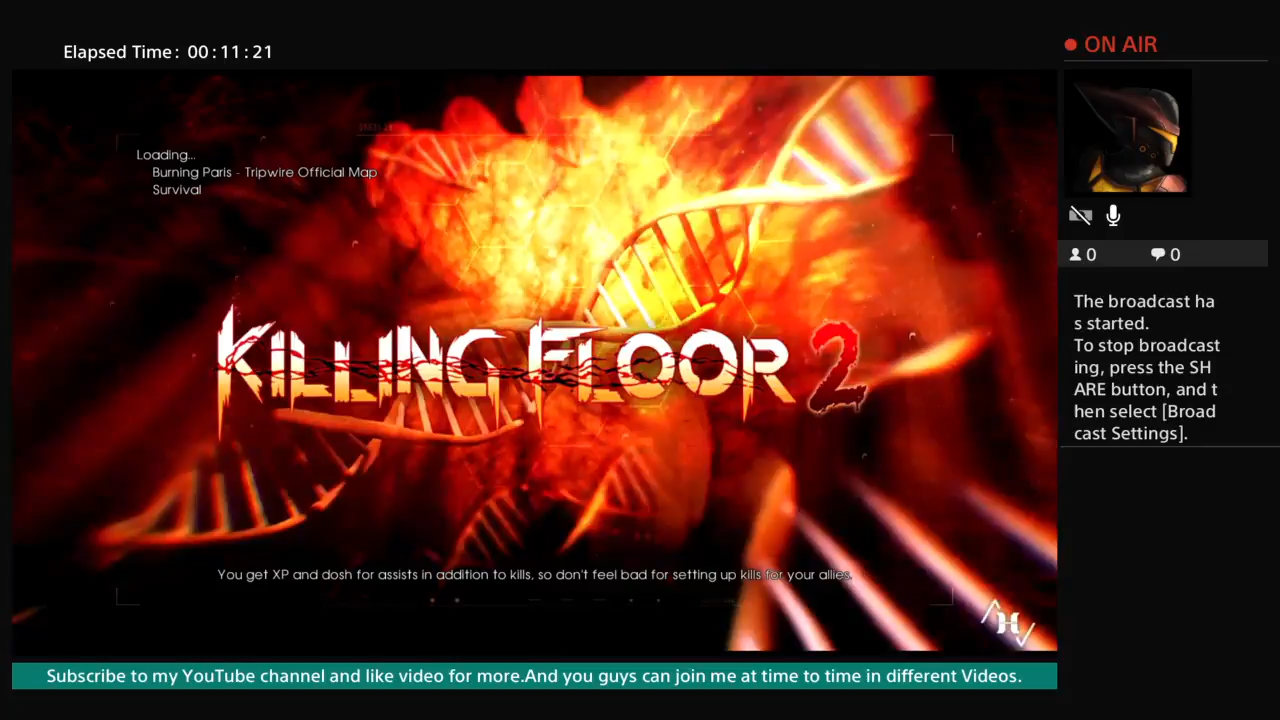 Elapsed Time: 00:11:21
ON AIR
Loading...
Burning Paris - Tripwire Official Map
Survival
0 0
The broadcast ha
s started.
To stop broadcast
ing, press the SH
ARE button, and t
hen select [Broad
cast Settings].
KILLING FLOOR 2
You get XP and dosh for assists in addition to kills, so don't feel bad for setting up kills for your allies.
H
Subscribe to my YouTube channel and like video for more.And you guys can join me at time to time in different Videos.